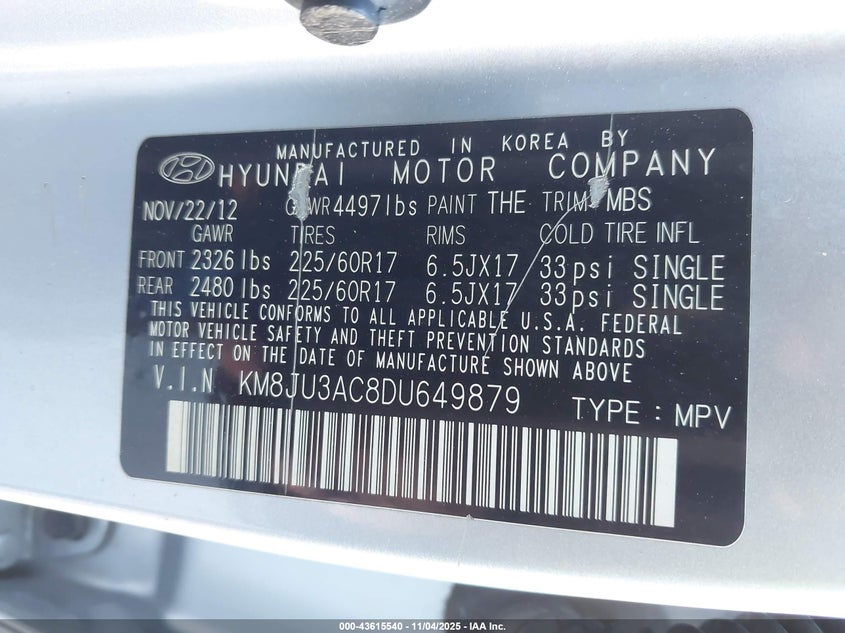 MANUFACTURED IN KOREA BY
HYUNDAI MOTOR COMPANY
NOV/22/12 GVWR 4497lbs PAINT THE TRIM MBS
GAWR TIRES RIMS COLD TIRE INFL
FRONT 2326 lbs 225/60R17 6.5JX17 33psi SINGLE
REAR 2480 lbs 225/60R17 6.5JX17 33psi SINGLE
THIS VEHICLE CONFORMS TO ALL APPLICABLE U.S.A. FEDERAL
MOTOR VEHICLE SAFETY AND THEFT PREVENTION STANDARDS
IN EFFECT ON THE DATE OF MANUFACTURE SHOWN ABOVE
V.I.N KM8JU3AC8DU649879 TYPE : MPV
000-43615540 - 11/04/2025 - IAA Inc.